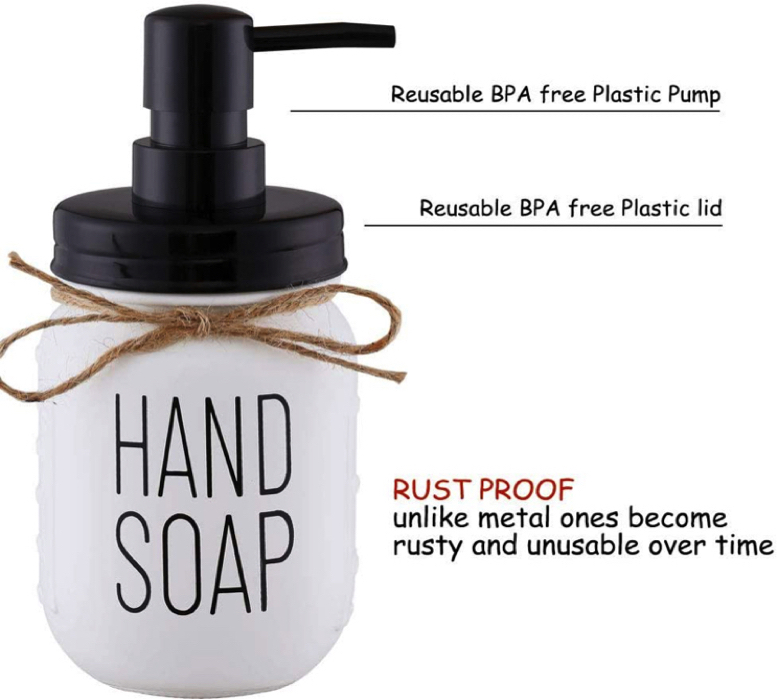 Reusable BPA free Plastic Pump
Reusable BPA free Plastic lid
HAND
SOAP
RUST PROOF
unlike metal ones become
rusty and unusable over time